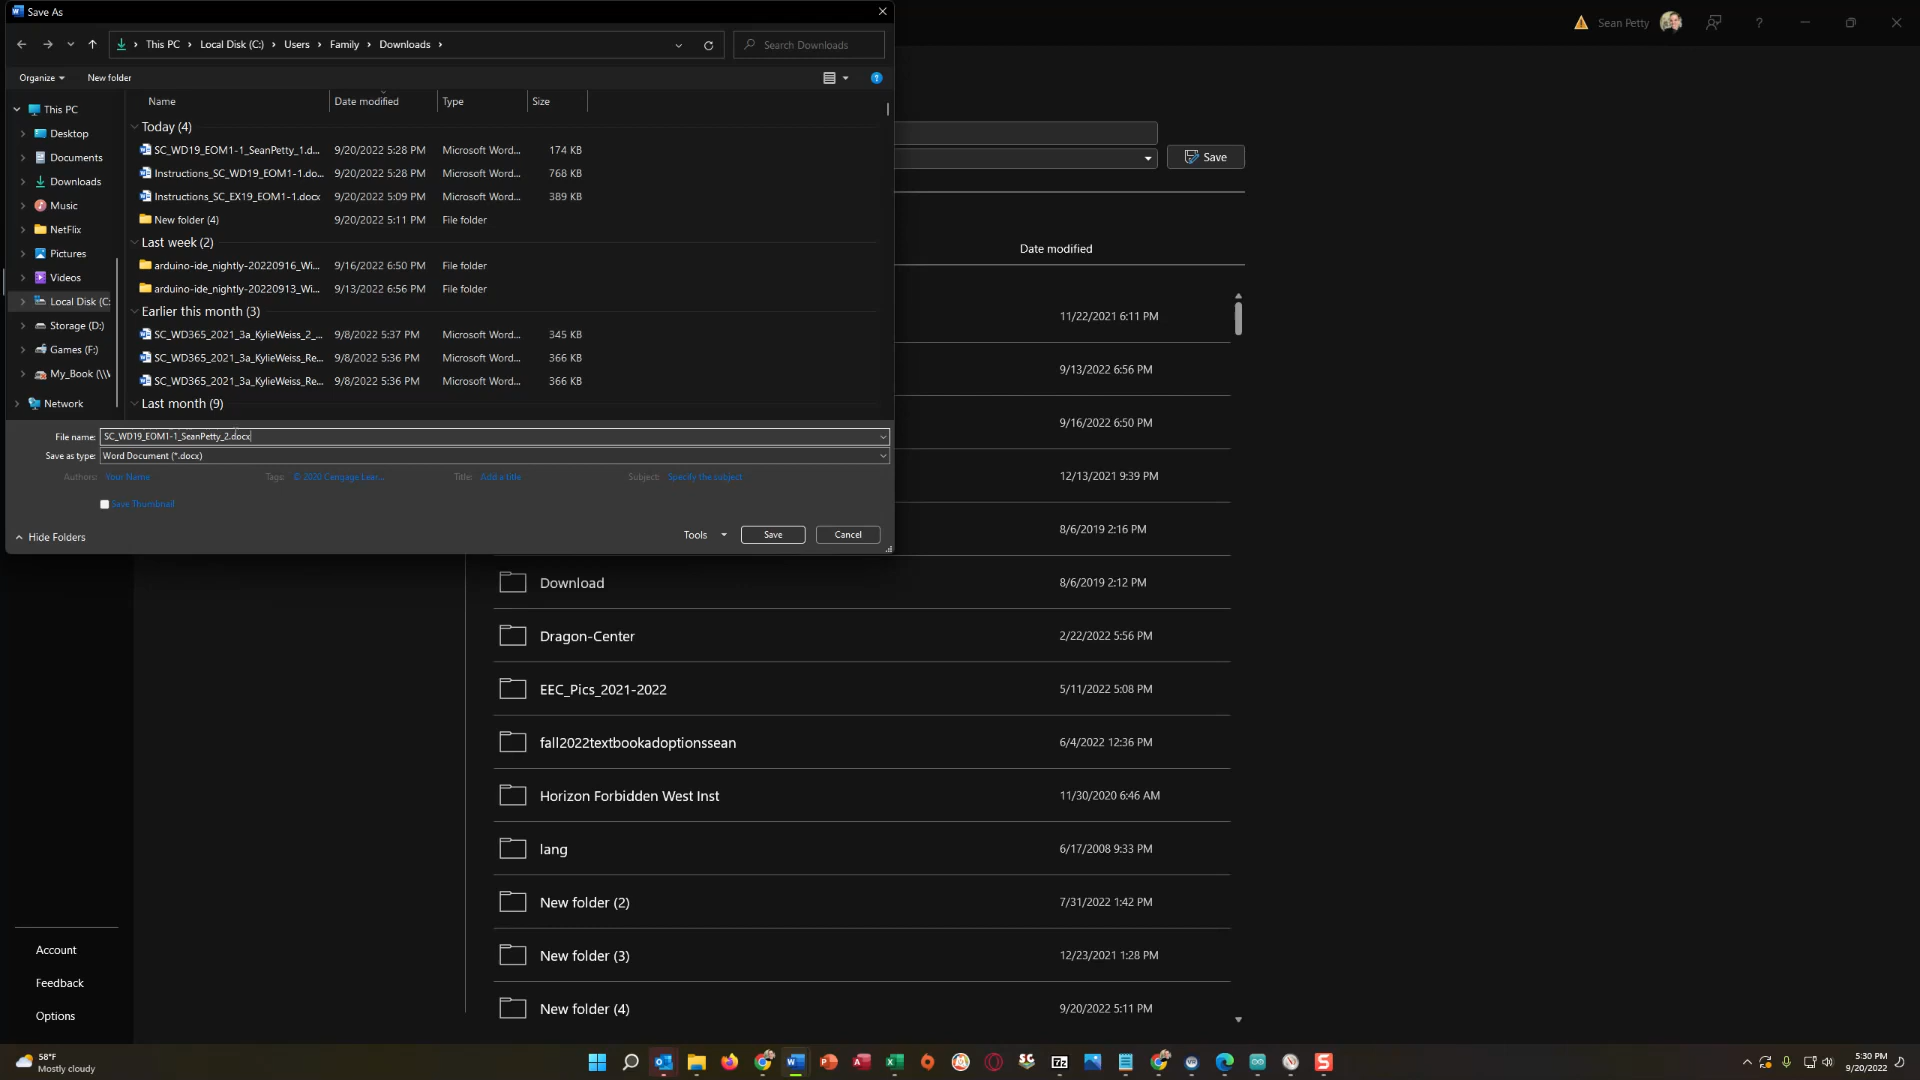 Save As
Sean Petty
This PC
Local Disk (C:)
Users
Family
Downloads
Search Downloads
Organize
New folder
Name
Date modified
Type
Size
This PC
Desktop
Documents
Downloads
Music
NetFlix
Pictures
Videos
Local Disk (C:
Storage (D:)
Games (F:)
My_Book (\\\
Network
Today (4)
SC_WD19_EOM1-1_SeanPetty_1.d... 9/20/2022 5:28 PM Microsoft Word... 174 KB
Instructions_SC_WD19_EOM1-1.do... 9/20/2022 5:28 PM Microsoft Word... 768 KB
Instructions_SC_EX19_EOM1-1.docx 9/20/2022 5:09 PM Microsoft Word... 389 KB
New folder (4) 9/20/2022 5:11 PM File folder
Last week (2)
arduino-ide_nightly-20220916_Wi... 9/16/2022 6:50 PM File folder
arduino-ide_nightly-20220913_Wi... 9/13/2022 6:56 PM File folder
Earlier this month (3)
SC_WD365_2021_3a_KylieWeiss_2_... 9/8/2022 5:37 PM Microsoft Word... 345 KB
SC_WD365_2021_3a_KylieWeiss_Re... 9/8/2022 5:36 PM Microsoft Word... 366 KB
SC_WD365_2021_3a_KylieWeiss_Re... 9/8/2022 5:36 PM Microsoft Word... 366 KB
Last month (9)
File name: SC_WD19_EOM1-1_SeanPetty_2.docx
Save as type: Word Document (*.docx)
Authors: Your Name Tags: © 2020 Cengage Lear... Title: Add a title Subject: Specify the subject
Save Thumbnail
Hide Folders
Tools
Save
Cancel
Save
Date modified
11/22/2021 6:11 PM
9/13/2022 6:56 PM
9/16/2022 6:50 PM
12/13/2021 9:39 PM
8/6/2019 2:16 PM
Download 8/6/2019 2:12 PM
Dragon-Center 2/22/2022 5:56 PM
EEC_Pics_2021-2022 5/11/2022 5:08 PM
fall2022textbookadoptionssean 6/4/2022 12:36 PM
Horizon Forbidden West Inst 11/30/2020 6:46 AM
lang 6/17/2008 9:33 PM
New folder (2) 7/31/2022 1:42 PM
New folder (3) 12/23/2021 1:28 PM
New folder (4) 9/20/2022 5:11 PM
Account
Feedback
Options
58°F
Mostly cloudy
5:30 PM
9/20/2022